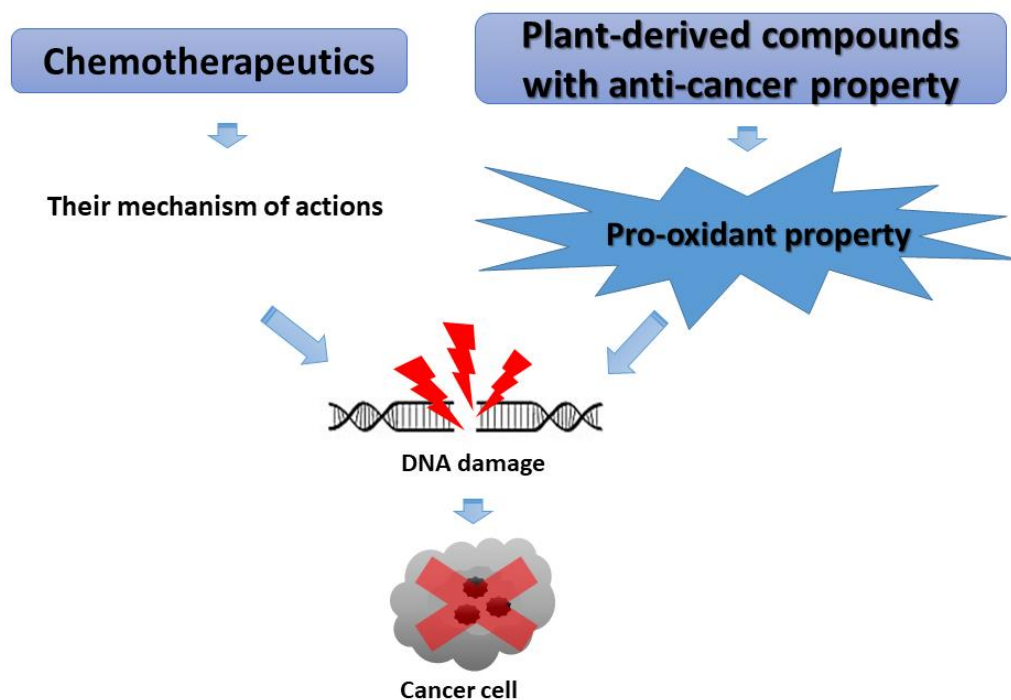 Chemotherapeutics
Plant-derived compounds
with anti-cancer property
Their mechanism of actions
Pro-oxidant property
DNA damage
Cancer cell